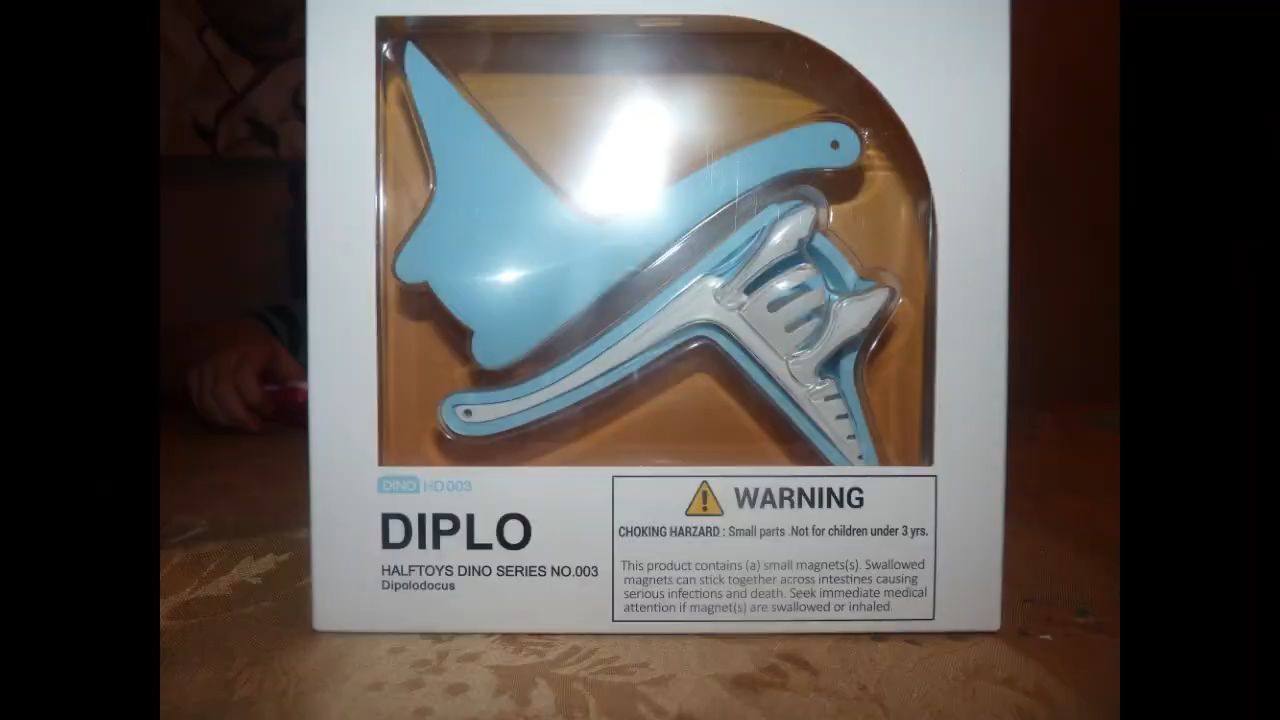 DINO HD003
DIPLO
HALFTOYS DINO SERIES NO.003
Dipolodocus
WARNING
CHOKING HARZARD : Small parts .Not for children under 3 yrs.
This product contains (a) small magnets(s). Swallowed
magnets can stick together across intestines causing
serious infections and death. Seek immediate medical
attention if magnet(s) are swallowed or inhaled.